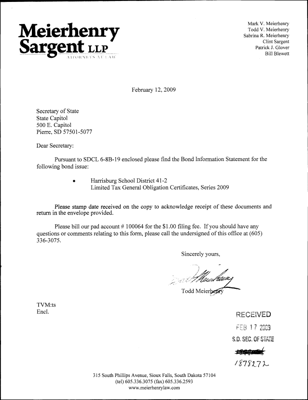 Meierhenry
Sargent LLP
ATTORNEYS AT LAW
Mark V. Meierhenry
Todd V. Meierhenry
Sabrina R. Meierhenry
Clint Sargent
Patrick J. Glover
Bill Blewett
February 12, 2009
Secretary of State
State Capitol
500 E. Capitol
Pierre, SD 57501-5077
Dear Secretary:
Pursuant to SDCL 6-8B-19 enclosed please find the Bond Information Statement for the
following bond issue:
• Harrisburg School District 41-2
Limited Tax General Obligation Certificates, Series 2009
Please stamp date received on the copy to acknowledge receipt of these documents and
return in the envelope provided.
Please bill our pad account # 100064 for the $1.00 filing fee. If you should have any
questions or comments relating to this form, please call the undersigned of this office at (605)
336-3075.
Sincerely yours,
Todd Meierhenry
TVM:ts
Encl.
RECEIVED
FEB 17 2009
S.D. SEC. OF STATE
1878272
315 South Phillips Avenue, Sioux Falls, South Dakota 57104
(tel) 605.336.3075 (fax) 605.336.2593
www.meierhenrylaw.com